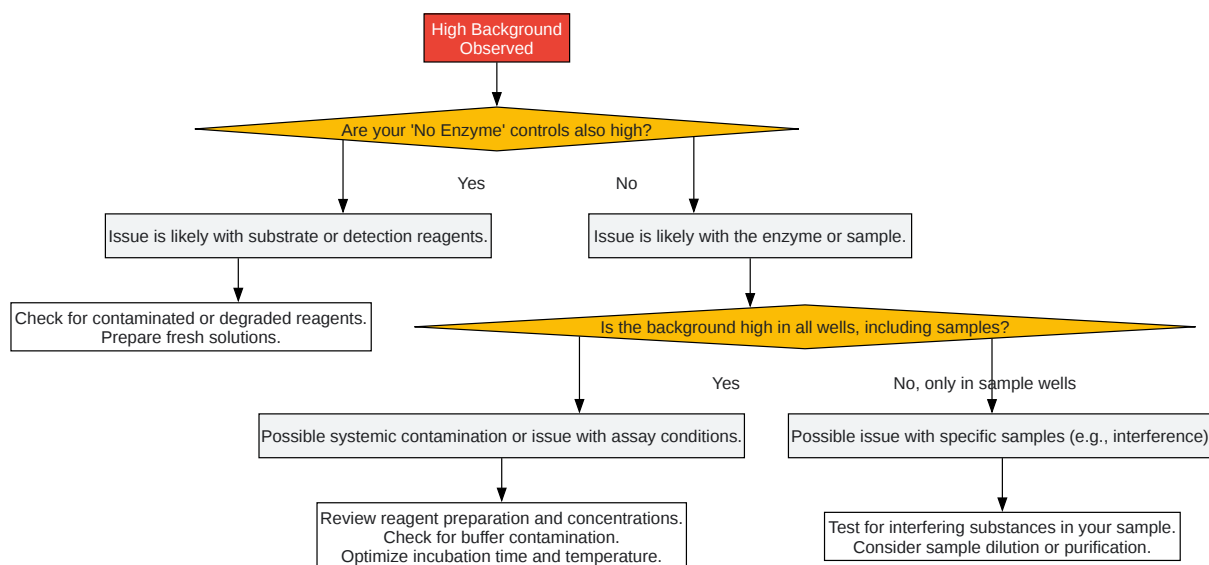 High Background
Observed
Are your 'No Enzyme' controls also high?
Yes
No
Issue is likely with substrate or detection reagents.
Issue is likely with the enzyme or sample.
Check for contaminated or degraded reagents.
Prepare fresh solutions.
Is the background high in all wells, including samples?
Yes
No, only in sample wells
Possible systemic contamination or issue with assay conditions.
Possible issue with specific samples (e.g., interference)
Review reagent preparation and concentrations.
Check for buffer contamination.
Optimize incubation time and temperature.
Test for interfering substances in your sample.
Consider sample dilution or purification.